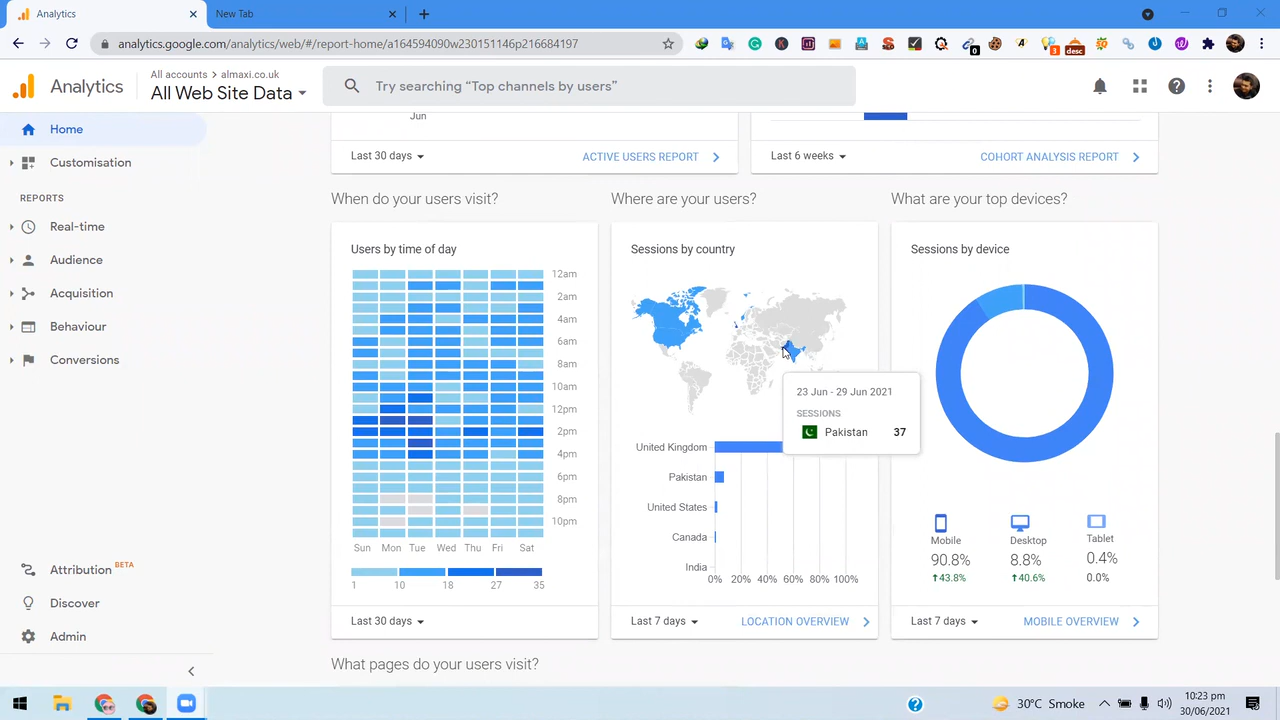 Analytics
New Tab
analytics.google.com/analytics/web/#/report-home/a164594090w230151146p216684197
0
3
desc
Analytics
All accounts > almaxi.co.uk
All Web Site Data
Try searching “Top channels by users”
Home
Customisation
REPORTS
Real-time
Audience
Acquisition
Behaviour
Conversions
Attribution BETA
Discover
Admin
Jun
Last 30 days
ACTIVE USERS REPORT
Last 6 weeks
COHORT ANALYSIS REPORT
When do your users visit?
Where are your users?
What are your top devices?
Users by time of day
12am
2am
4am
6am
8am
10am
12pm
2pm
4pm
6pm
8pm
10pm
Sun Mon Tue Wed Thu Fri Sat
1 10 18 27 35
Last 30 days
Sessions by country
23 Jun - 29 Jun 2021
SESSIONS
Pakistan 37
United Kingdom
Pakistan
United States
Canada
India
0% 20% 40% 60% 80% 100%
Last 7 days
LOCATION OVERVIEW
Sessions by device
Mobile
90.8%
43.8%
Desktop
8.8%
40.6%
Tablet
0.4%
0.0%
Last 7 days
MOBILE OVERVIEW
What pages do your users visit?
30°C Smoke
10:23 pm
30/06/2021